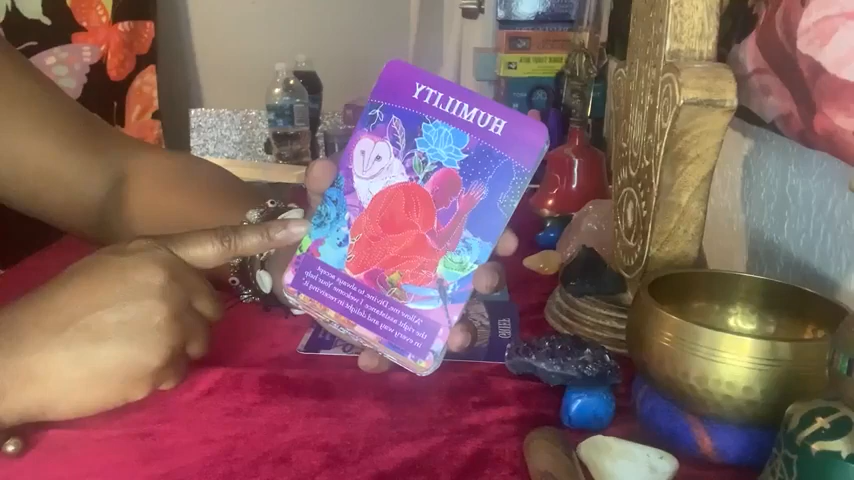 HUMILITY
Allow me, Divine, to always accept
the right assistance. I welcome Your help
in every way and delight in receiving it.